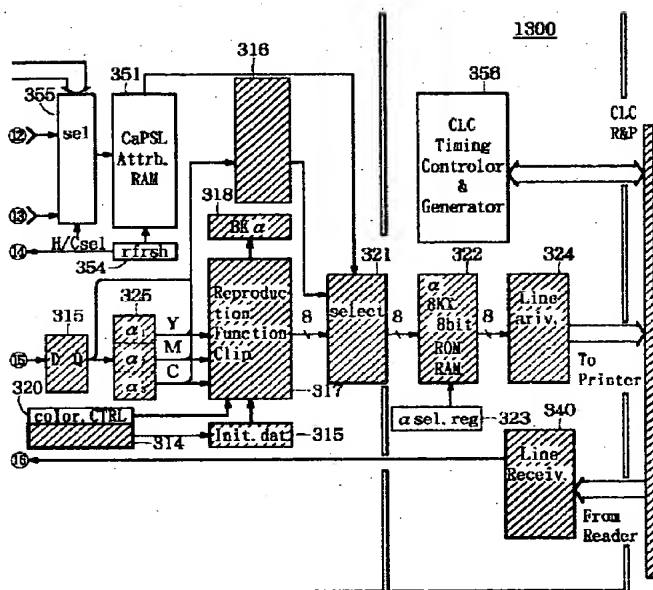 1300
316
355
351
358
sel
CaPSL
Attrb.
RAM
CLC
Timing
Controlor
&
Generator
CLC
R&P
12
13
318
BK α
H/Csel
14
rfrsh
354
321
322
324
315
325
Reproduc
tion
Function
Clip
8
select
8
α
8KX
8bit
ROM
RAM
8
Line
driv.
15
D Q
α
α
α
Y
M
C
To
Printer
320
color. CTRL
317
314
Init. dat
315
α sel. reg
323
340
16
Line
Receiv.
From
Reader